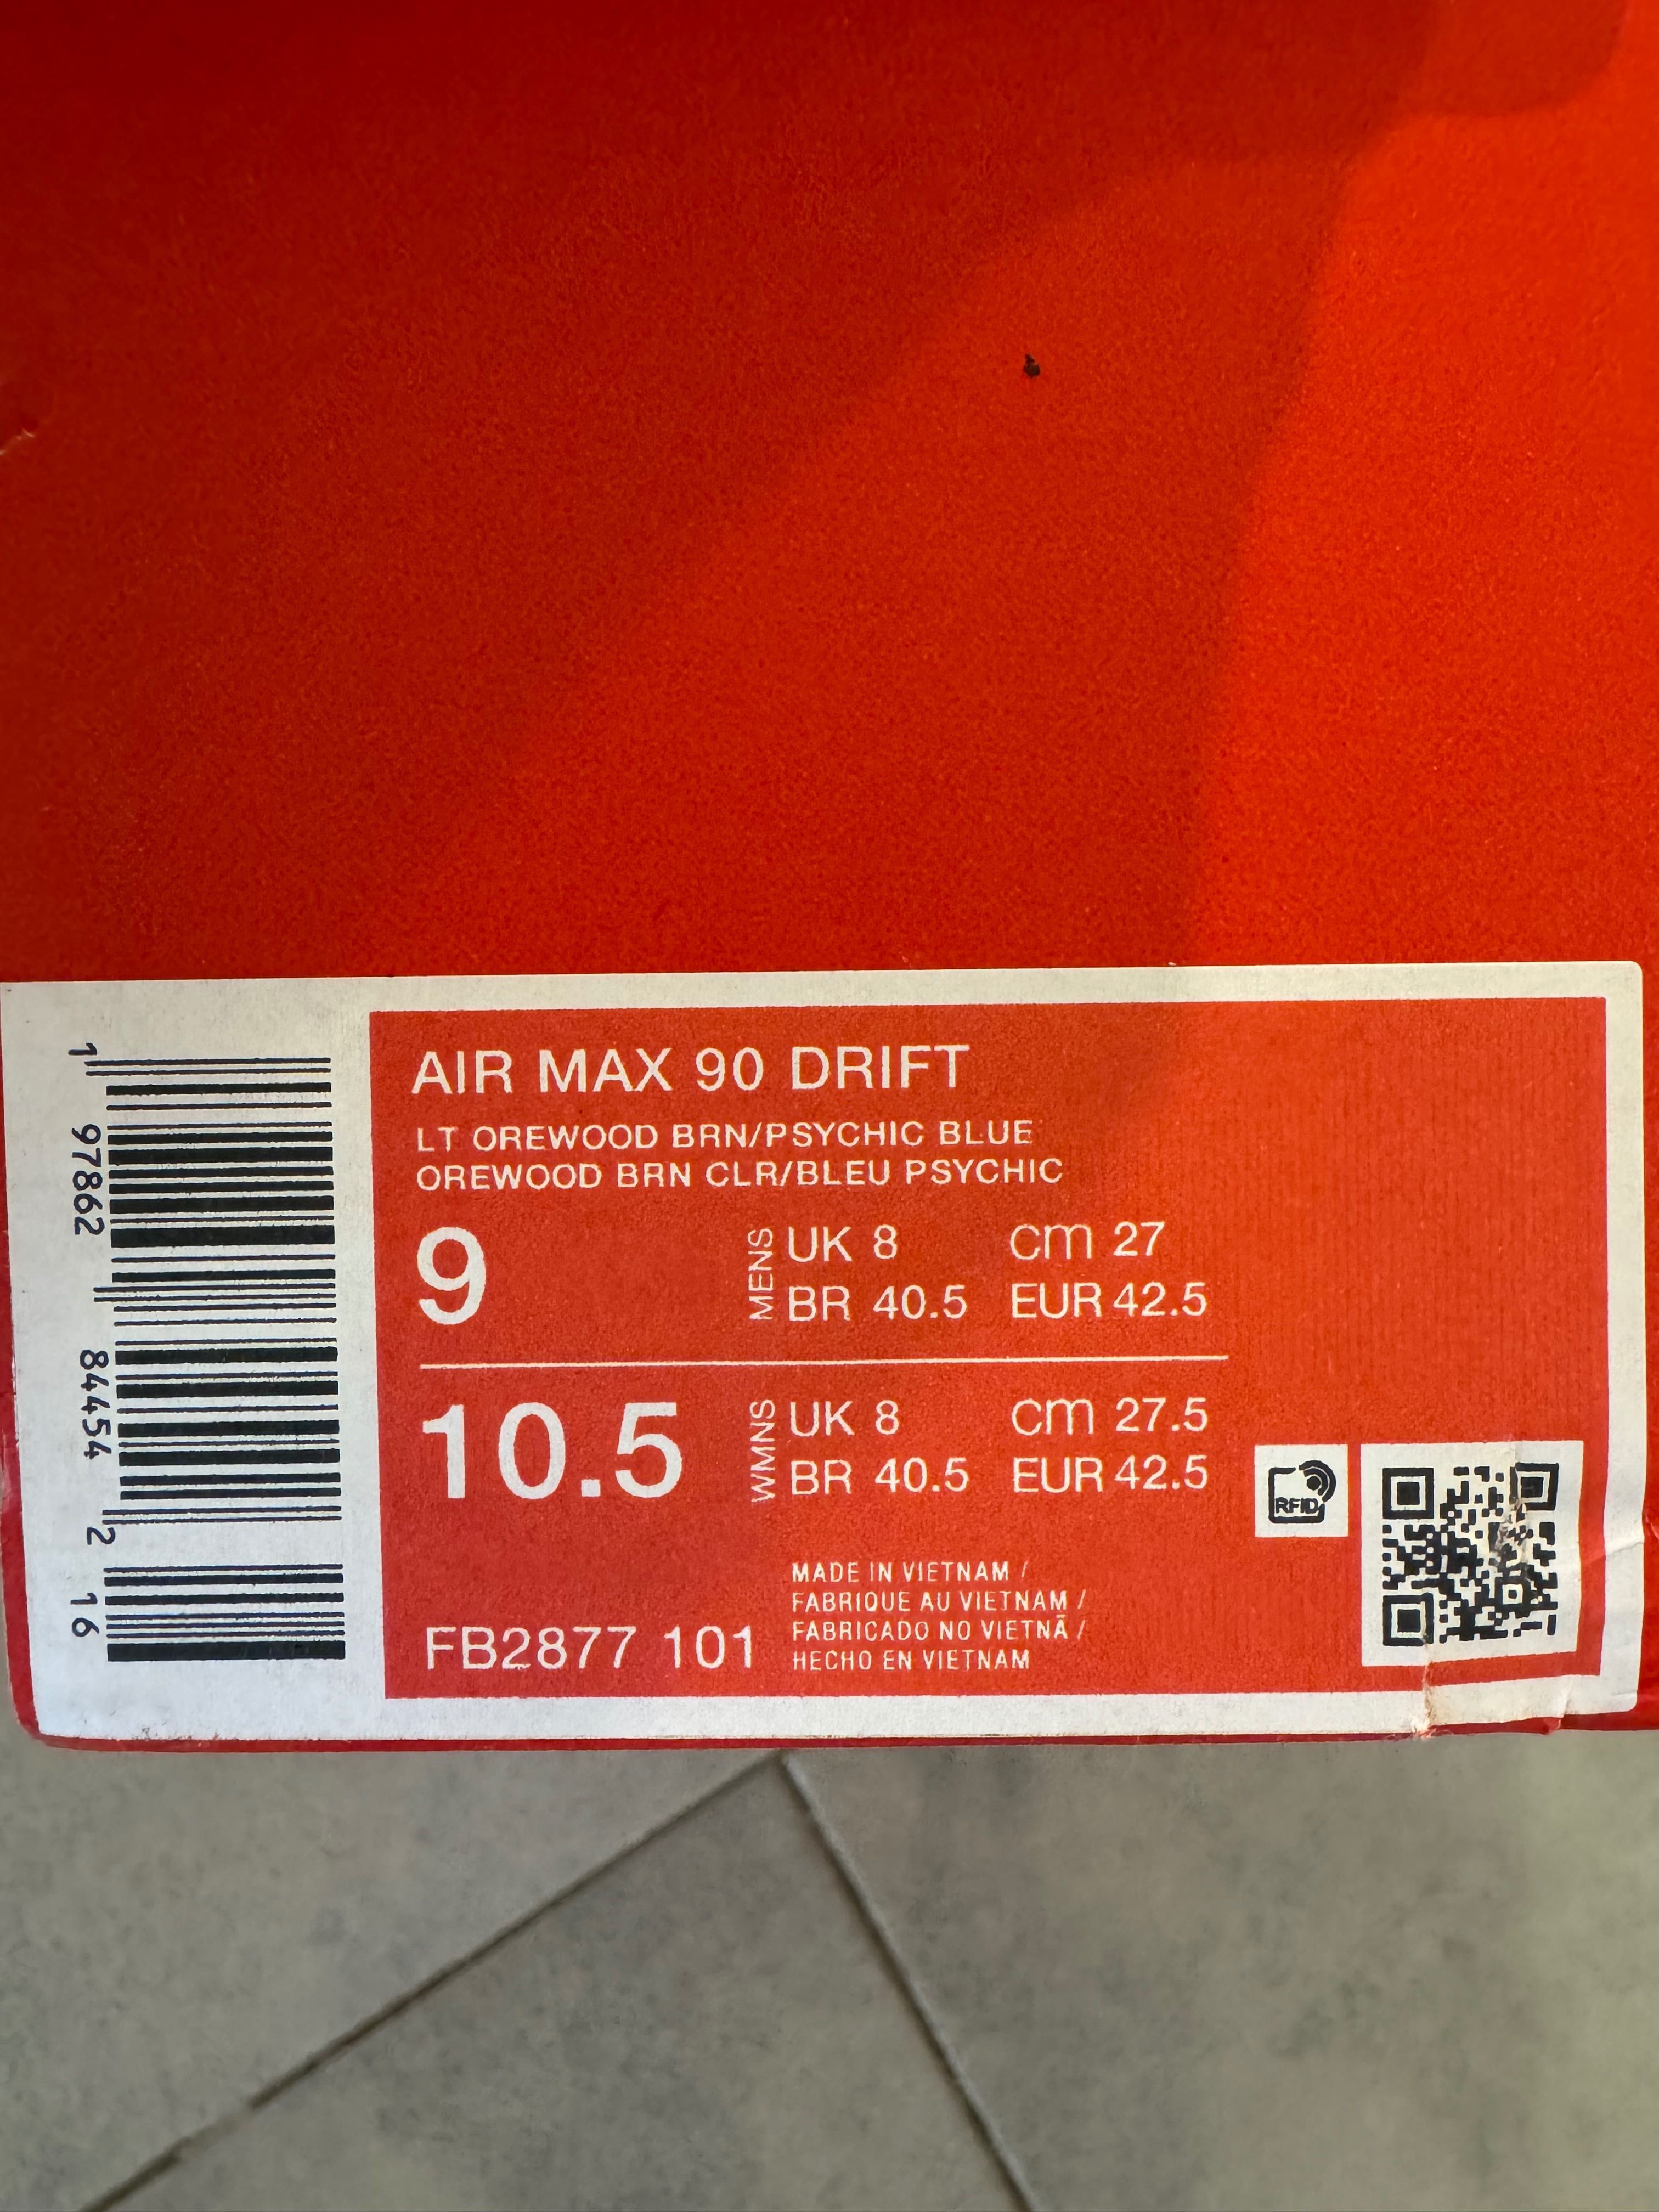 AIR MAX 90 DRIFT
LT OREWOOD BRN/PSYCHIC BLUE
OREWOOD BRN CLR/BLEU PSYCHIC
9
MENS
UK 8 cm 27
BR 40.5 EUR 42.5
10.5
WMNS
UK 8 cm 27.5
BR 40.5 EUR 42.5
RFID
MADE IN VIETNAM /
FABRIQUE AU VIETNAM /
FABRICADO NO VIETNÃ /
HECHO EN VIETNAM
FB2877 101
1 97862 84454 2 16